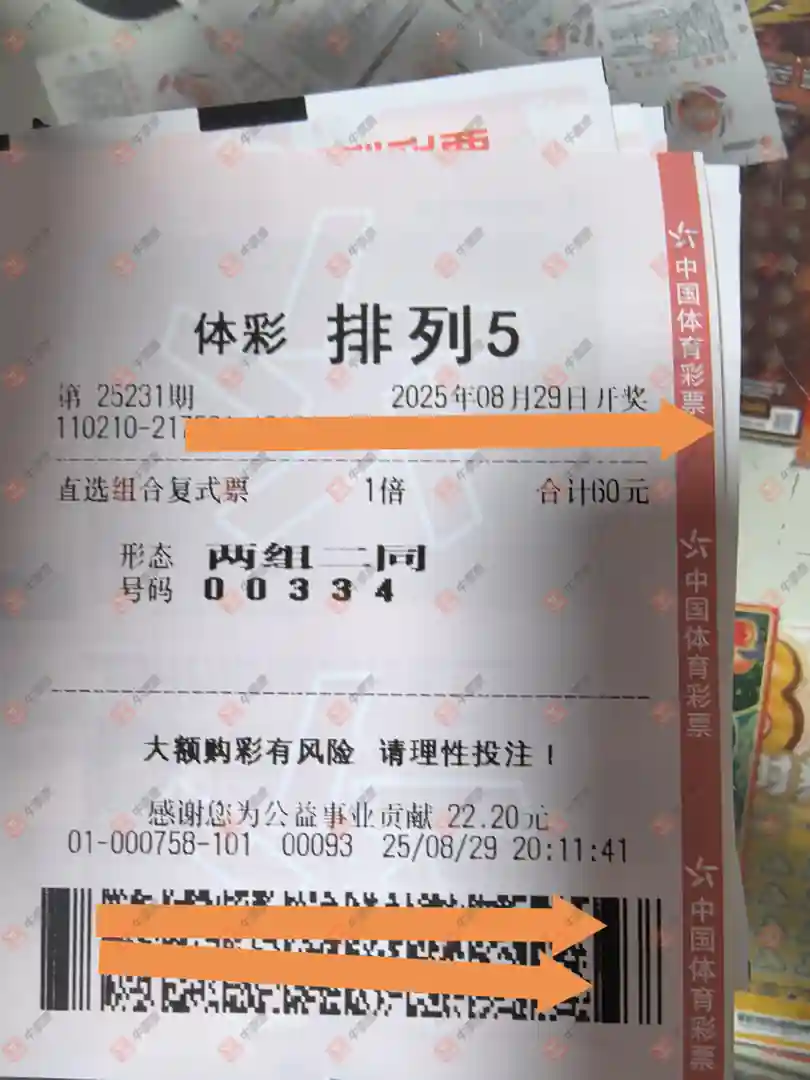 体彩 排列5
第 25231期 2025年08月29日开奖
110210-217
直选组合复式票 1倍 合计60元
形态 两组二同
号码 0 0 3 3 4
大额购彩有风险 请理性投注！
感谢您为公益事业贡献 22.20元
01-000758-101 00093 25/08/29 20:11:41
中国体育彩票
中国体育彩票
中国体育彩票